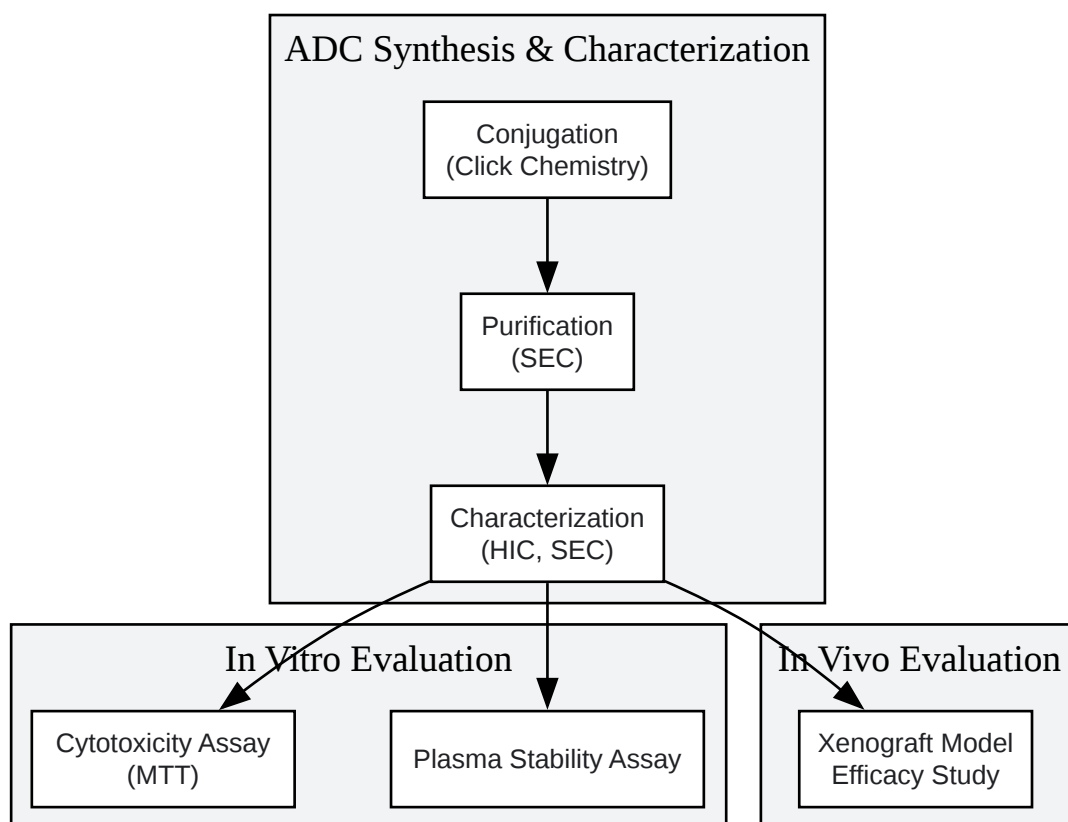 ADC Synthesis & Characterization
Conjugation
(Click Chemistry)
Purification
(SEC)
Characterization
(HIC, SEC)
In Vitro Evaluation
Cytotoxicity Assay
(MTT)
Plasma Stability Assay
In Vivo Evaluation
Xenograft Model
Efficacy Study